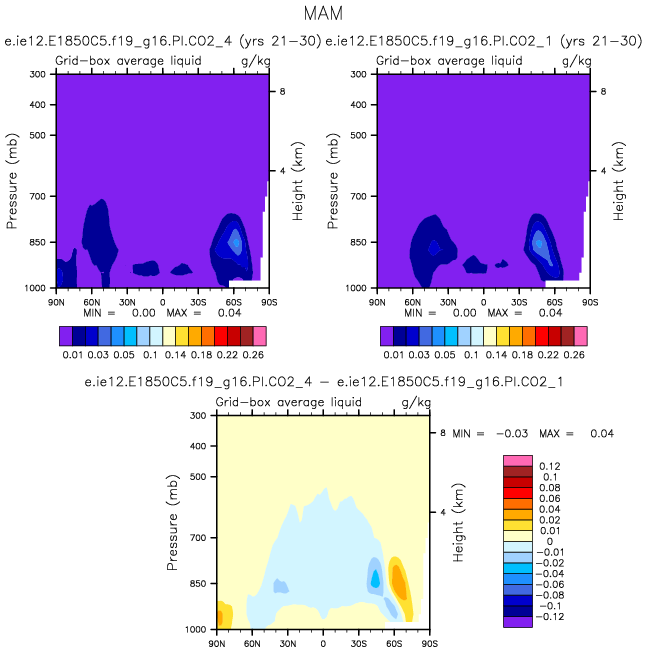 MAM
e.ie12.E1850C5.f19_g16.PI.CO2_4 (yrs 21-30) e.ie12.E1850C5.f19_g16.PI.CO2_1 (yrs 21-30)
Grid-box average liquid g/kg Grid-box average liquid g/kg
300 300
8 8
400 400
500 500
4 4
700 700
850 850
1000 1000
Pressure (mb) Height (km) Pressure (mb) Height (km)
90N 60N 30N 0 30S 60S 90S 90N 60N 30N 0 30S 60S 90S
MIN = 0.00 MAX = 0.04 MIN = 0.00 MAX = 0.04
0.01 0.03 0.05 0.1 0.14 0.18 0.22 0.26 0.01 0.03 0.05 0.1 0.14 0.18 0.22 0.26
e.ie12.E1850C5.f19_g16.PI.CO2_4 - e.ie12.E1850C5.f19_g16.PI.CO2_1
Grid-box average liquid g/kg
300
8
400
500
4
700
850
1000
Pressure (mb) Height (km)
90N 60N 30N 0 30S 60S 90S
MIN = -0.03 MAX = 0.04
0.12
0.1
0.08
0.06
0.04
0.02
0.01
0
-0.01
-0.02
-0.04
-0.06
-0.08
-0.1
-0.12